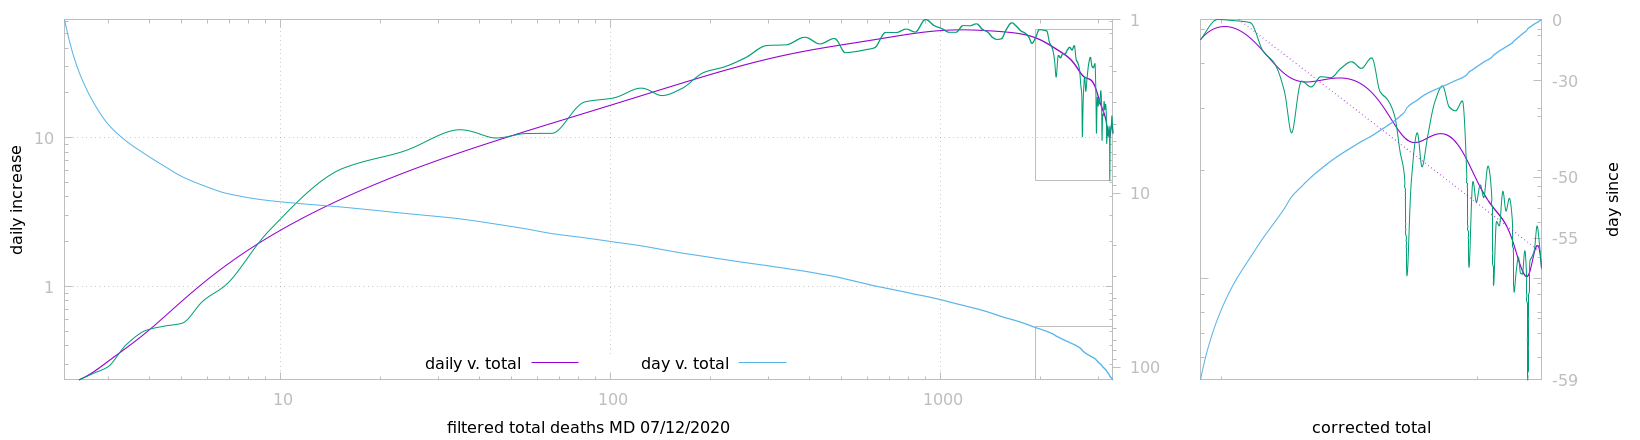 daily increase
10
1
daily v. total
day v. total
10
100
1000
1
10
100
filtered total deaths MD 07/12/2020
0
-30
-50
-55
-59
day since
corrected total